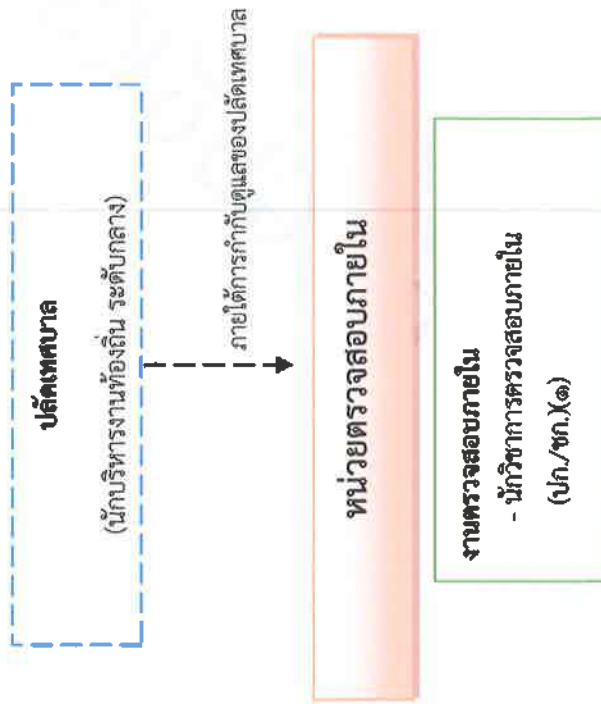 ปลัดเทศบาล
(นักบริหารงานท้องถิ่น ระดับกลาง)
ภายใต้การกำกับดูแลของปลัดเทศบาล
หน่วยตรวจสอบภายใน
งานตรวจสอบภายใน
- นักวิชาการตรวจสอบภายใน
(ปก./ชก.)(๑)